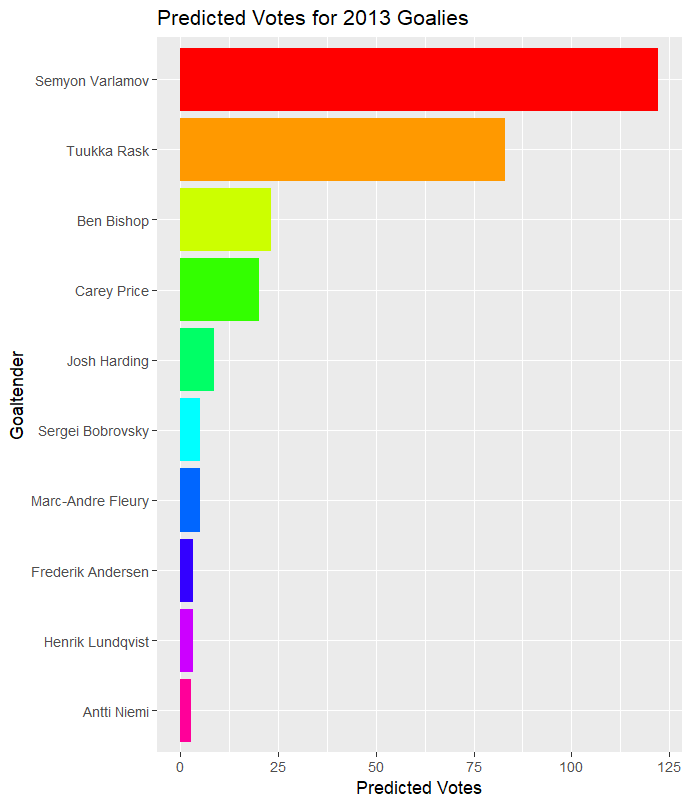 Predicted Votes for 2013 Goalies
Semyon Varlamov
Tuukka Rask
Ben Bishop
Carey Price
Josh Harding
Sergei Bobrovsky
Marc-Andre Fleury
Frederik Andersen
Henrik Lundqvist
Antti Niemi
Goaltender
0 25 50 75 100 125
Predicted Votes